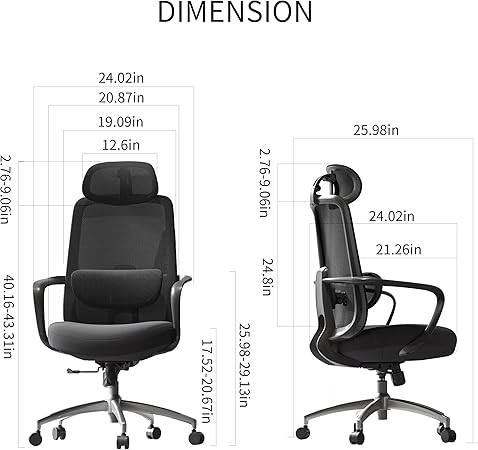 DIMENSION
24.02in
20.87in
19.09in
12.6in
2.76-9.06in
40.16-43.31in
17.52-20.67in
25.98-29.13in
25.98in
2.76-9.06in
24.02in
21.26in
24.8in